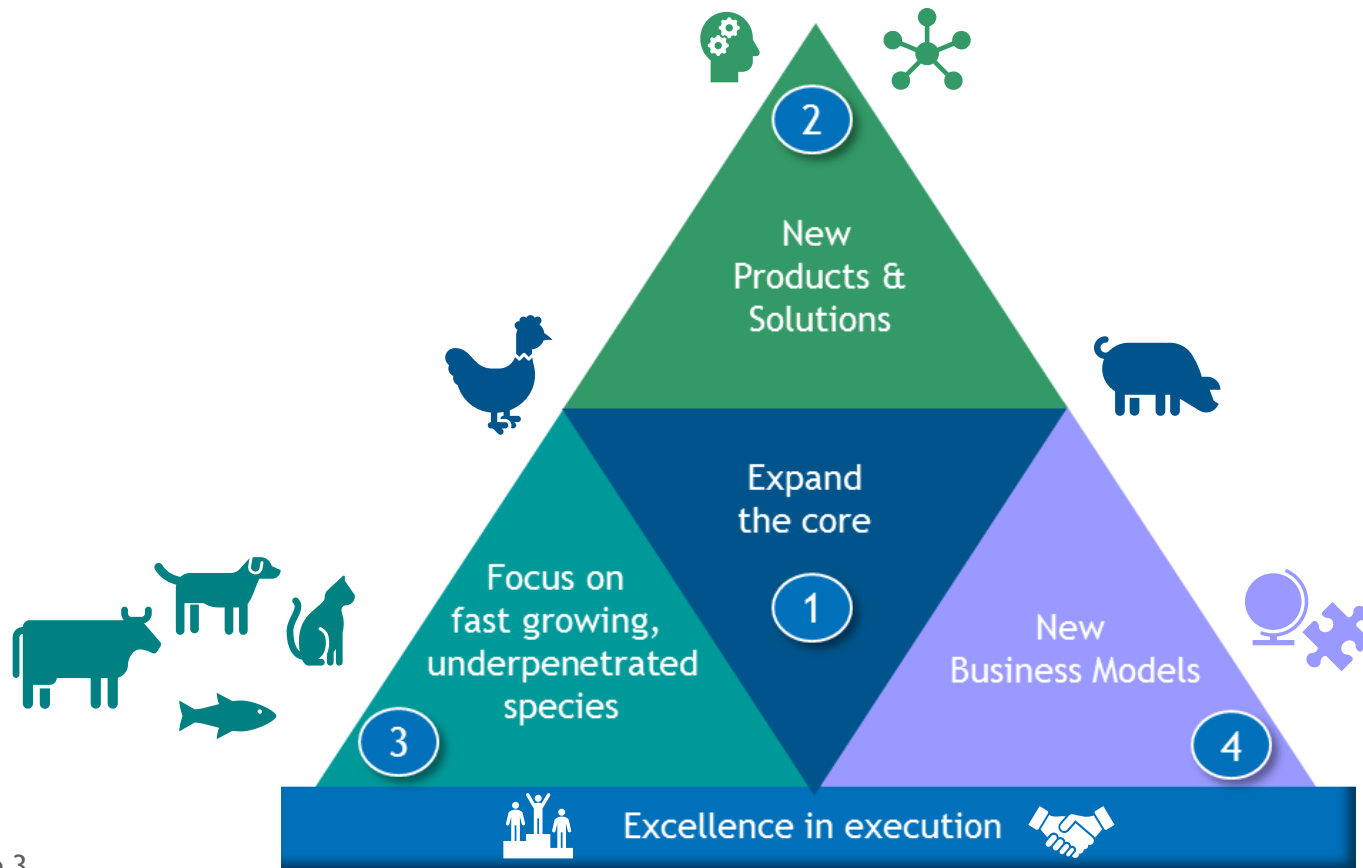 2
New
Products &
Solutions
Expand
the core
1
Focus on
fast growing,
underpenetrated
species
3
New
Business Models
4
Excellence in execution
3